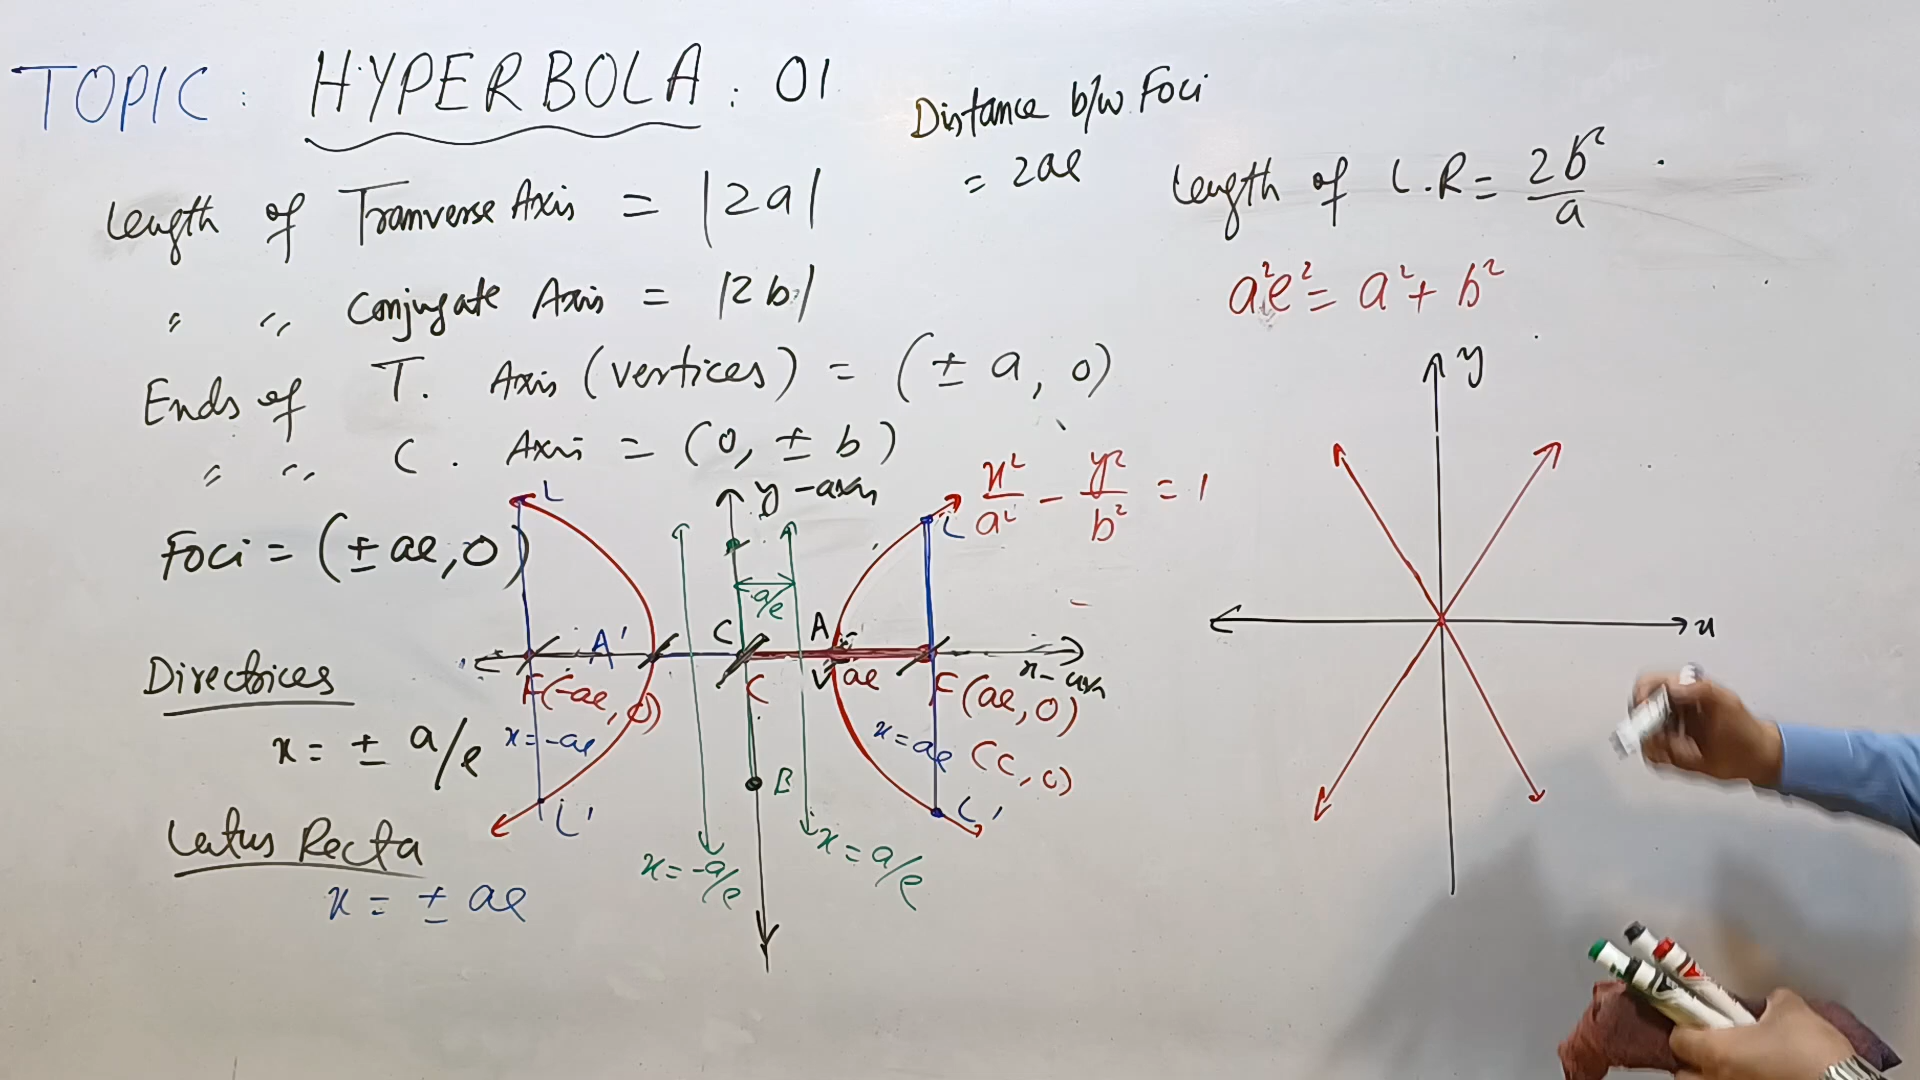 TOPIC : HYPERBOLA : 01
Distance b/w Foci
= 2ae
Length of L.R = 2b²/a
a²e² = a² + b²
Length of Tranverse Axis = |2a|
〃 〃 Conjugate Axis = |2b|
Ends of T. Axis (vertices) = (± a, 0)
〃 〃 C. Axis = (0, ± b)
Foci = (± ae, 0)
Directrices
x = ± a/e
Latus Recta
x = ± ae
x²/a² - y²/b² = 1
y-axis
L
L
a/e
A'
C
A
x-axis
F(-ae, 0)
C
V
ae
F(ae, 0)
x = -ae
x = ae
(c, 0)
B
L'
L'
x = -a/e
x = a/e
y
x